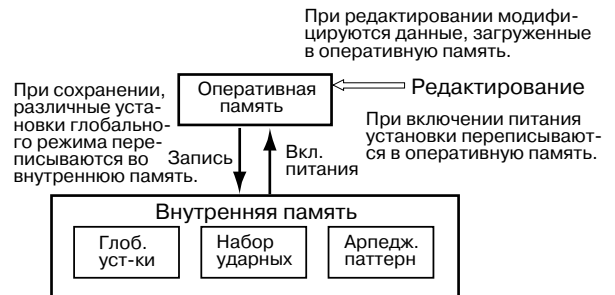 При редактировании модифи-
цируются данные, загруженные
в оперативную память.
При сохранении,
различные уста-
новки глобально-
го режима пере-
писываются во
внутреннюю память.
Оперативная
память
Редактирование
При включении питания
установки переписывают-
ся в оперативную память.
Запись
Вкл.
питания
Внутренняя память
Глоб.
уст-ки
Набор
ударных
Арпедж.
паттерн